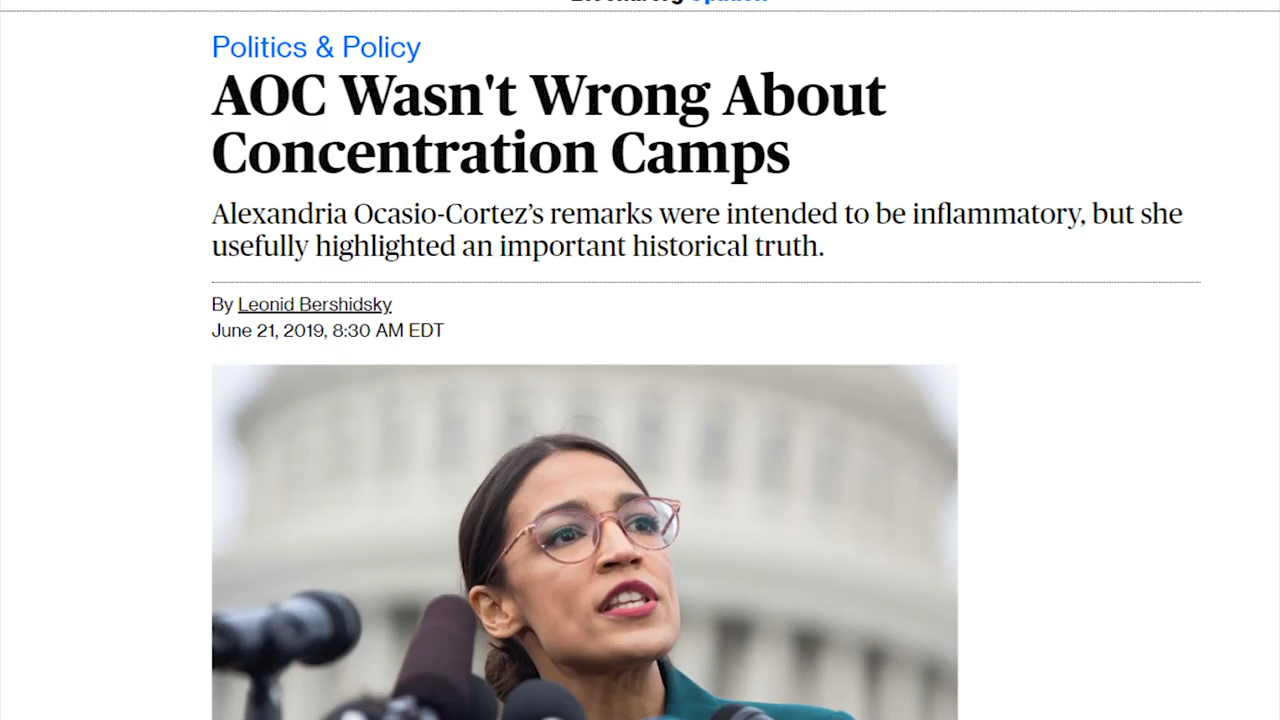 Politics & Policy
AOC Wasn't Wrong About
Concentration Camps
Alexandria Ocasio-Cortez’s remarks were intended to be inflammatory, but she
usefully highlighted an important historical truth.
By Leonid Bershidsky
June 21, 2019, 8:30 AM EDT